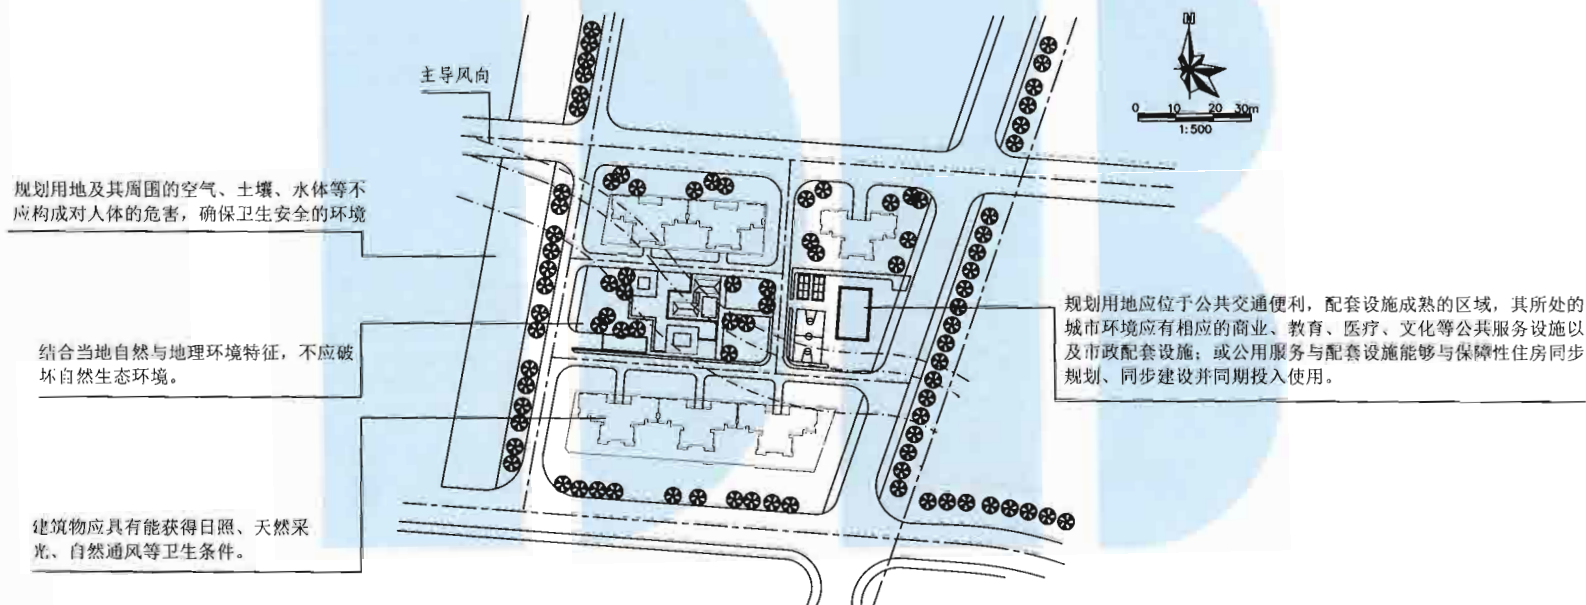 主导风向
N
0 10 20 30m
1:500
规划用地及其周围的空气、土壤、水体等不
应构成对人体的危害，确保卫生安全的环境
规划用地应位于公共交通便利，配套设施成熟的区域，其所处的
城市环境应有相应的商业、教育、医疗、文化等公共服务设施以
及市政配套设施；或公用服务与配套设施能够与保障性住房同步
规划、同步建设并同期投入使用。
结合当地自然与地理环境特征，不应破
坏自然生态环境。
建筑物应具有能获得日照、天然采
光、自然通风等卫生条件。